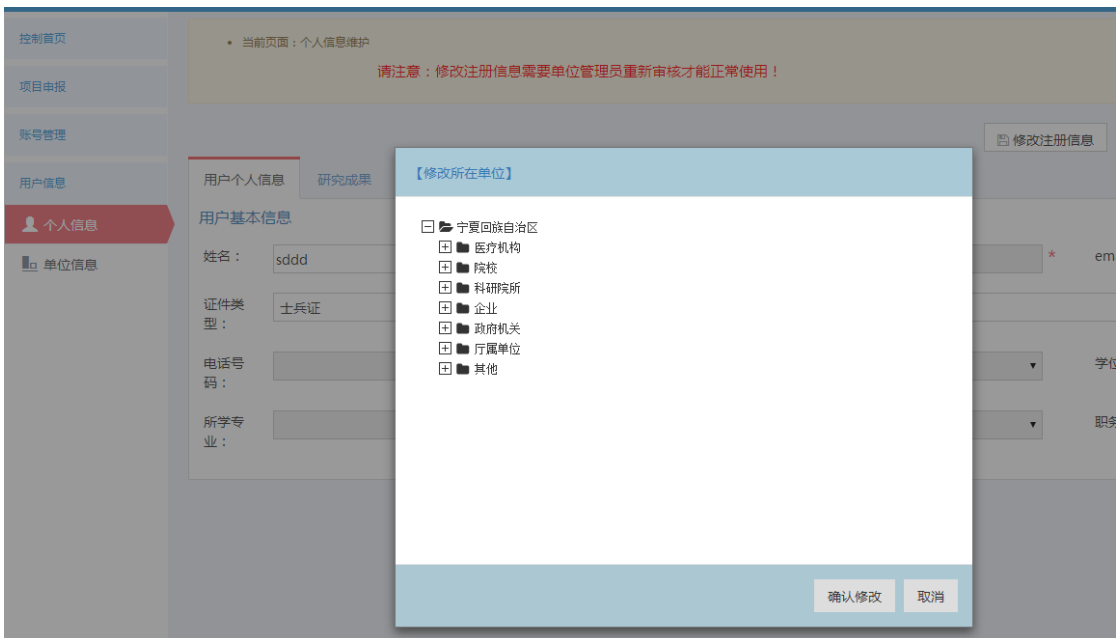 控制首页
项目申报
账号管理
用户信息
个人信息
单位信息
当前页面：个人信息维护
请注意：修改注册信息需要单位管理员重新审核才能正常使用！
修改注册信息
用户个人信息
研究成果
用户基本信息
姓名：
sddd
*
em
证件类
型：
士兵证
电话号
码：
学位
所学专
业：
职务
【修改所在单位】
宁夏回族自治区
医疗机构
院校
科研院所
企业
政府机关
厅属单位
其他
确认修改
取消